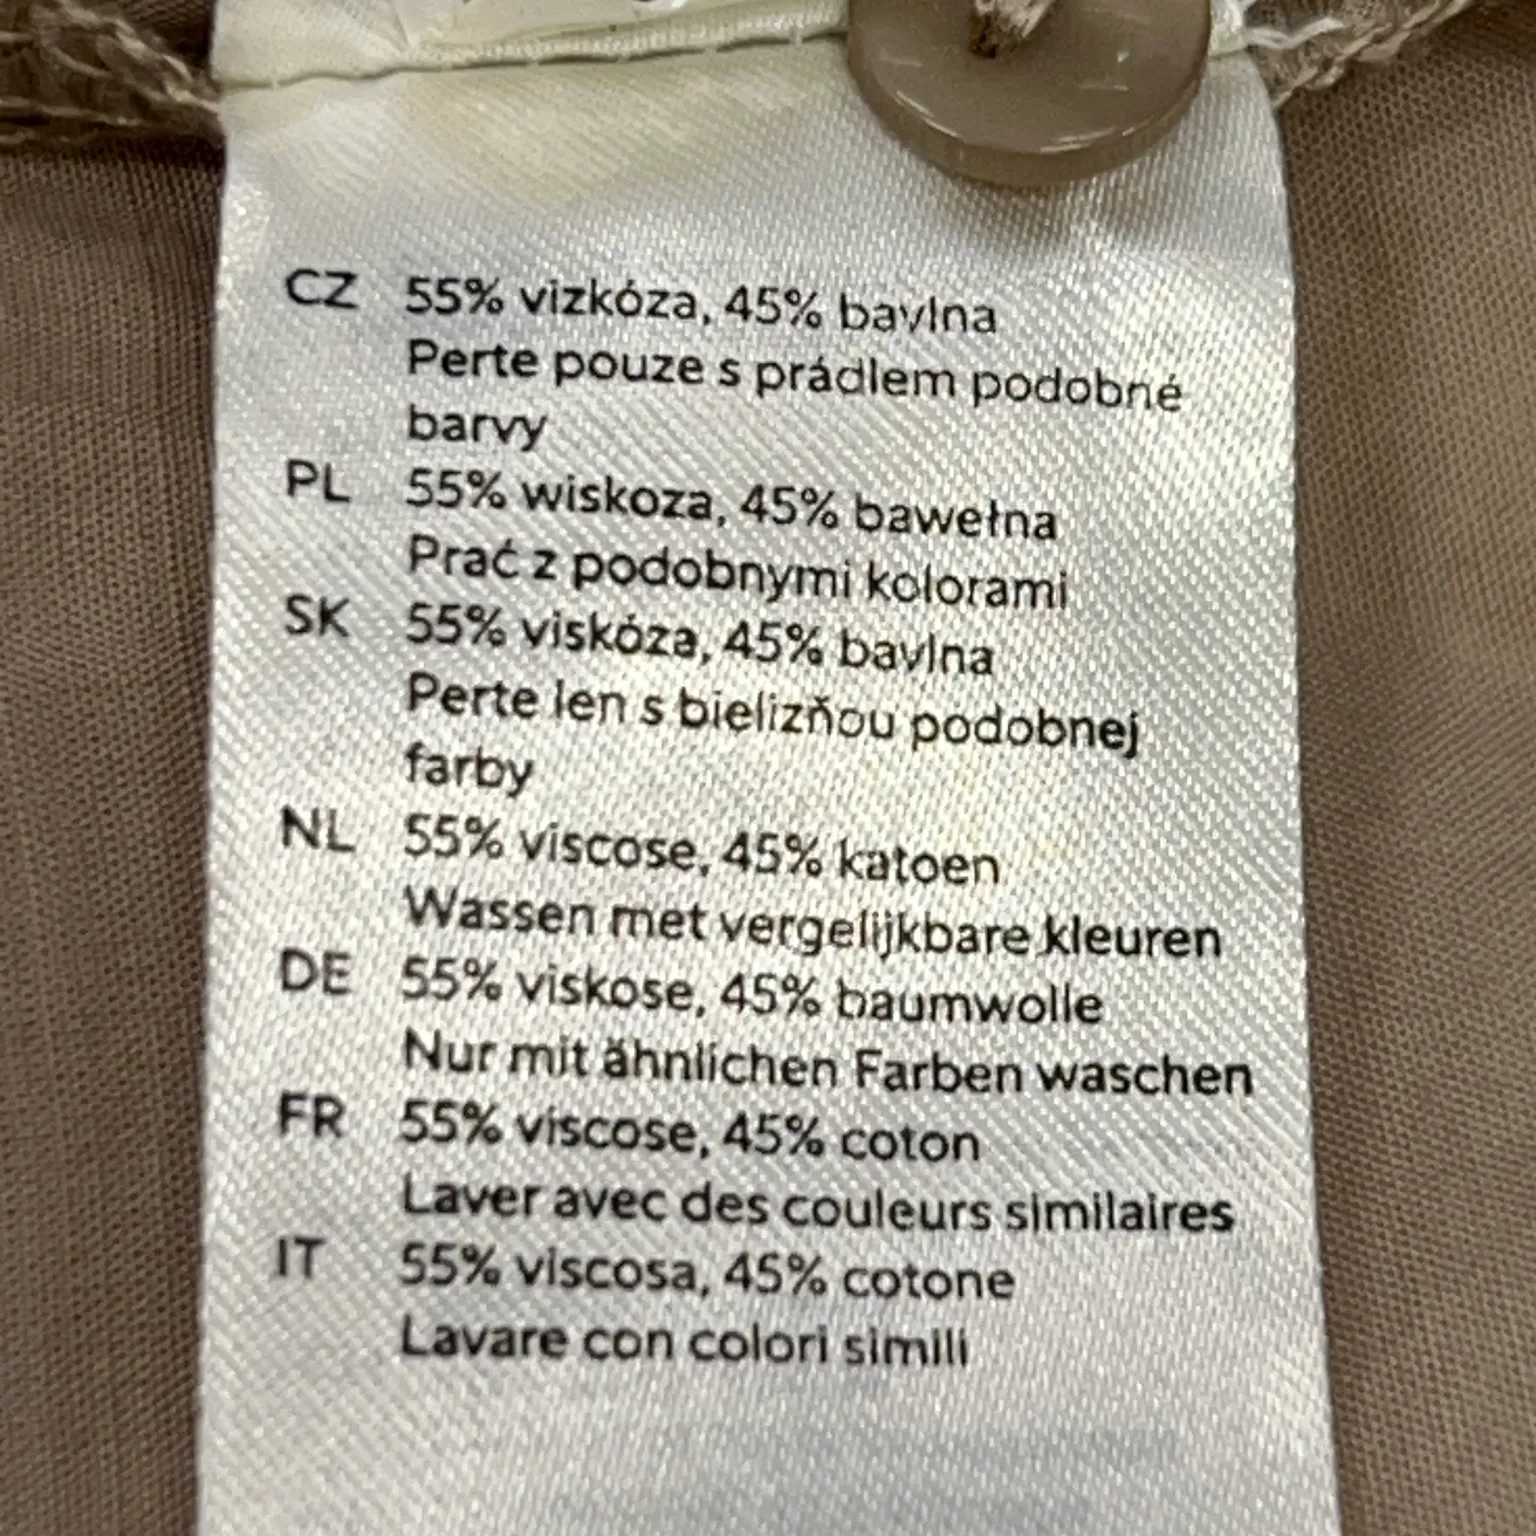 CZ 55% vizkóza, 45% bavlna
Perte pouze s prádlem podobné
barvy
PL 55% wiskoza, 45% bawełna
Prać z podobnymi kolorami
SK 55% viskóza, 45% bavlna
Perte len s bielizňou podobnej
farby
NL 55% viscose, 45% katoen
Wassen met vergelijkbare kleuren
DE 55% viskose, 45% baumwolle
Nur mit ähnlichen Farben waschen
FR 55% viscose, 45% coton
Laver avec des couleurs similaires
IT 55% viscosa, 45% cotone
Lavare con colori simili